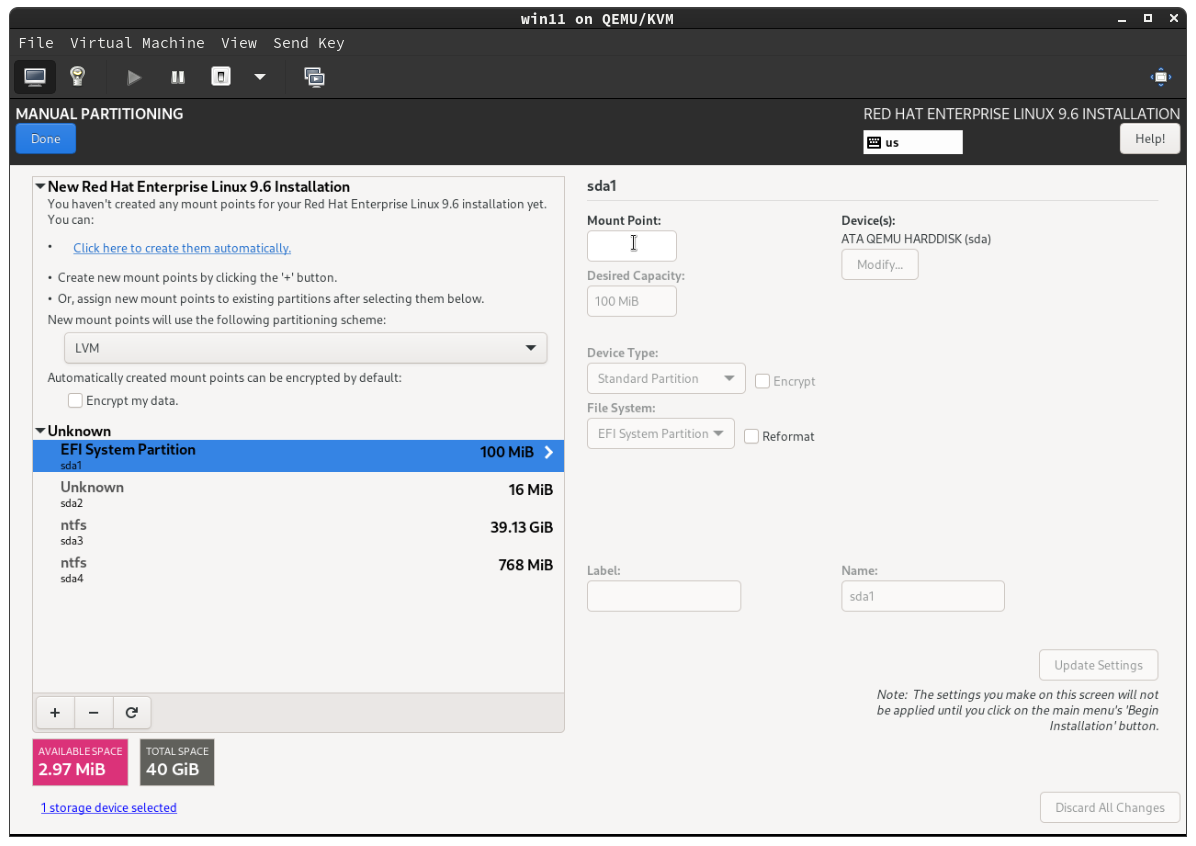 win11 on QEMU/KVM
File Virtual Machine View Send Key
MANUAL PARTITIONING
RED HAT ENTERPRISE LINUX 9.6 INSTALLATION
Done
us
Help!
New Red Hat Enterprise Linux 9.6 Installation
You haven't created any mount points for your Red Hat Enterprise Linux 9.6 installation yet.
You can:
• Click here to create them automatically.
• Create new mount points by clicking the '+' button.
• Or, assign new mount points to existing partitions after selecting them below.
New mount points will use the following partitioning scheme:
LVM
Automatically created mount points can be encrypted by default:
Encrypt my data.
Unknown
EFI System Partition 100 MiB
sda1
Unknown 16 MiB
sda2
ntfs 39.13 GiB
sda3
ntfs 768 MiB
sda4
+ −
AVAILABLE SPACE
2.97 MiB
TOTAL SPACE
40 GiB
1 storage device selected
sda1
Mount Point:
Device(s):
ATA QEMU HARDDISK (sda)
Modify...
Desired Capacity:
100 MiB
Device Type:
Standard Partition
Encrypt
File System:
EFI System Partition
Reformat
Label:
Name:
sda1
Update Settings
Note: The settings you make on this screen will not
be applied until you click on the main menu's 'Begin
Installation' button.
Discard All Changes